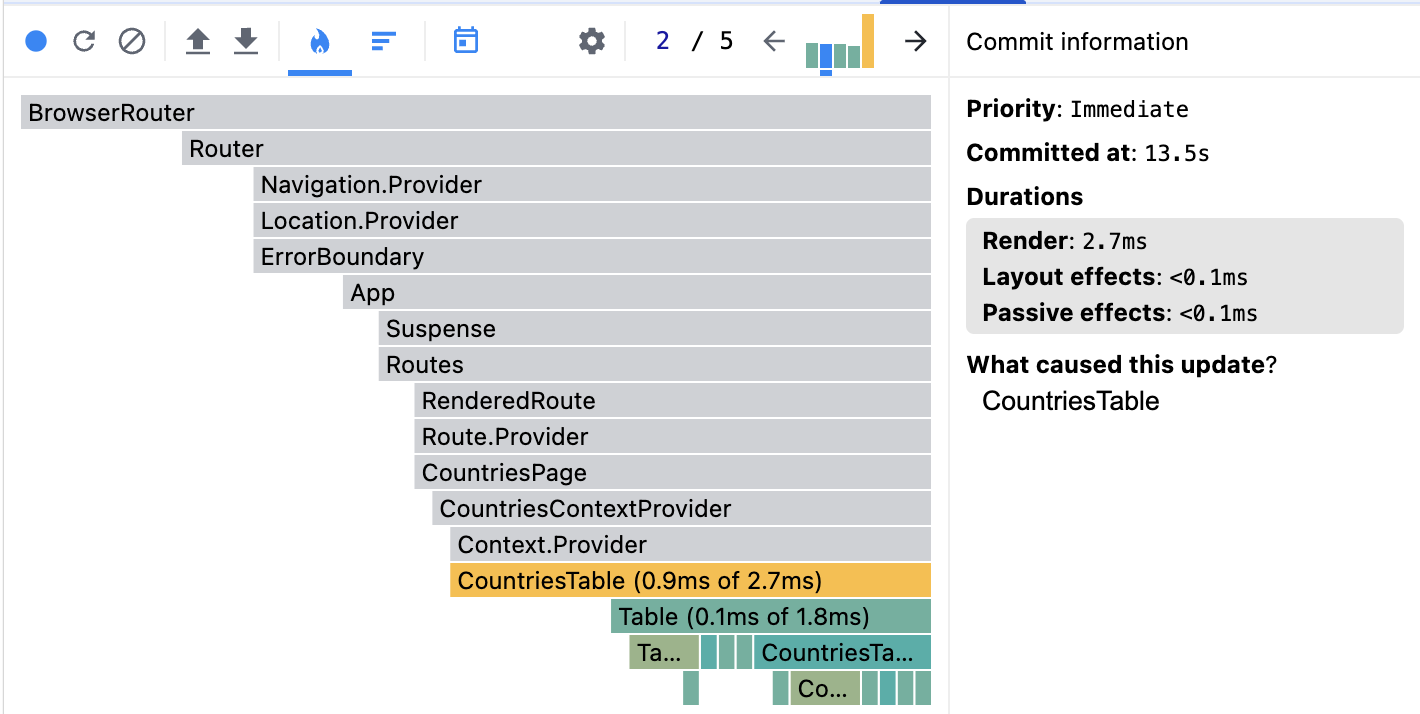 2 / 5
Commit information
BrowserRouter
Router
Navigation.Provider
Location.Provider
ErrorBoundary
App
Suspense
Routes
RenderedRoute
Route.Provider
CountriesPage
CountriesContextProvider
Context.Provider
CountriesTable (0.9ms of 2.7ms)
Table (0.1ms of 1.8ms)
Ta... CountriesTa...
Co...
Priority: Immediate
Committed at: 13.5s
Durations
Render: 2.7ms
Layout effects: <0.1ms
Passive effects: <0.1ms
What caused this update?
CountriesTable